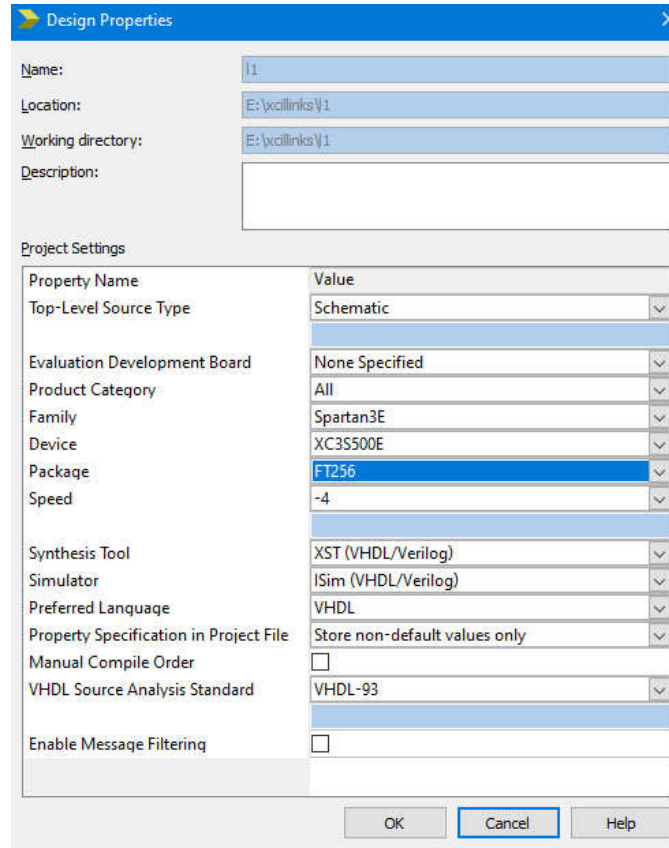 Design Properties
Name: l1
Location: E:\xcillinks\l1
Working directory: E:\xcillinks\l1
Description:
Project Settings
Property Name Value
Top-Level Source Type Schematic
Evaluation Development Board None Specified
Product Category All
Family Spartan3E
Device XC3S500E
Package FT256
Speed -4
Synthesis Tool XST (VHDL/Verilog)
Simulator ISim (VHDL/Verilog)
Preferred Language VHDL
Property Specification in Project File Store non-default values only
Manual Compile Order
VHDL Source Analysis Standard VHDL-93
Enable Message Filtering
OK Cancel Help